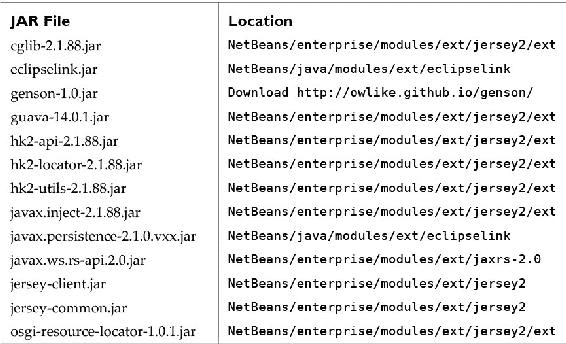 JAR File Location
cglib-2.1.88.jar NetBeans/enterprise/modules/ext/jersey2/ext
eclipselink.jar NetBeans/java/modules/ext/eclipselink
genson-1.0.jar Download http://owlike.github.io/genson/
guava-14.0.1.jar NetBeans/enterprise/modules/ext/jersey2/ext
hk2-api-2.1.88.jar NetBeans/enterprise/modules/ext/jersey2/ext
hk2-locator-2.1.88.jar NetBeans/enterprise/modules/ext/jersey2/ext
hk2-utils-2.1.88.jar NetBeans/enterprise/modules/ext/jersey2/ext
javax.inject-2.1.88.jar NetBeans/enterprise/modules/ext/jersey2/ext
javax.persistence-2.1.0.vxx.jar NetBeans/java/modules/ext/eclipselink
javax.ws.rs-api.2.0.jar NetBeans/enterprise/modules/ext/jaxrs-2.0
jersey-client.jar NetBeans/enterprise/modules/ext/jersey2
jersey-common.jar NetBeans/enterprise/modules/ext/jersey2
osgi-resource-locator-1.0.1.jar NetBeans/enterprise/modules/ext/jersey2/ext